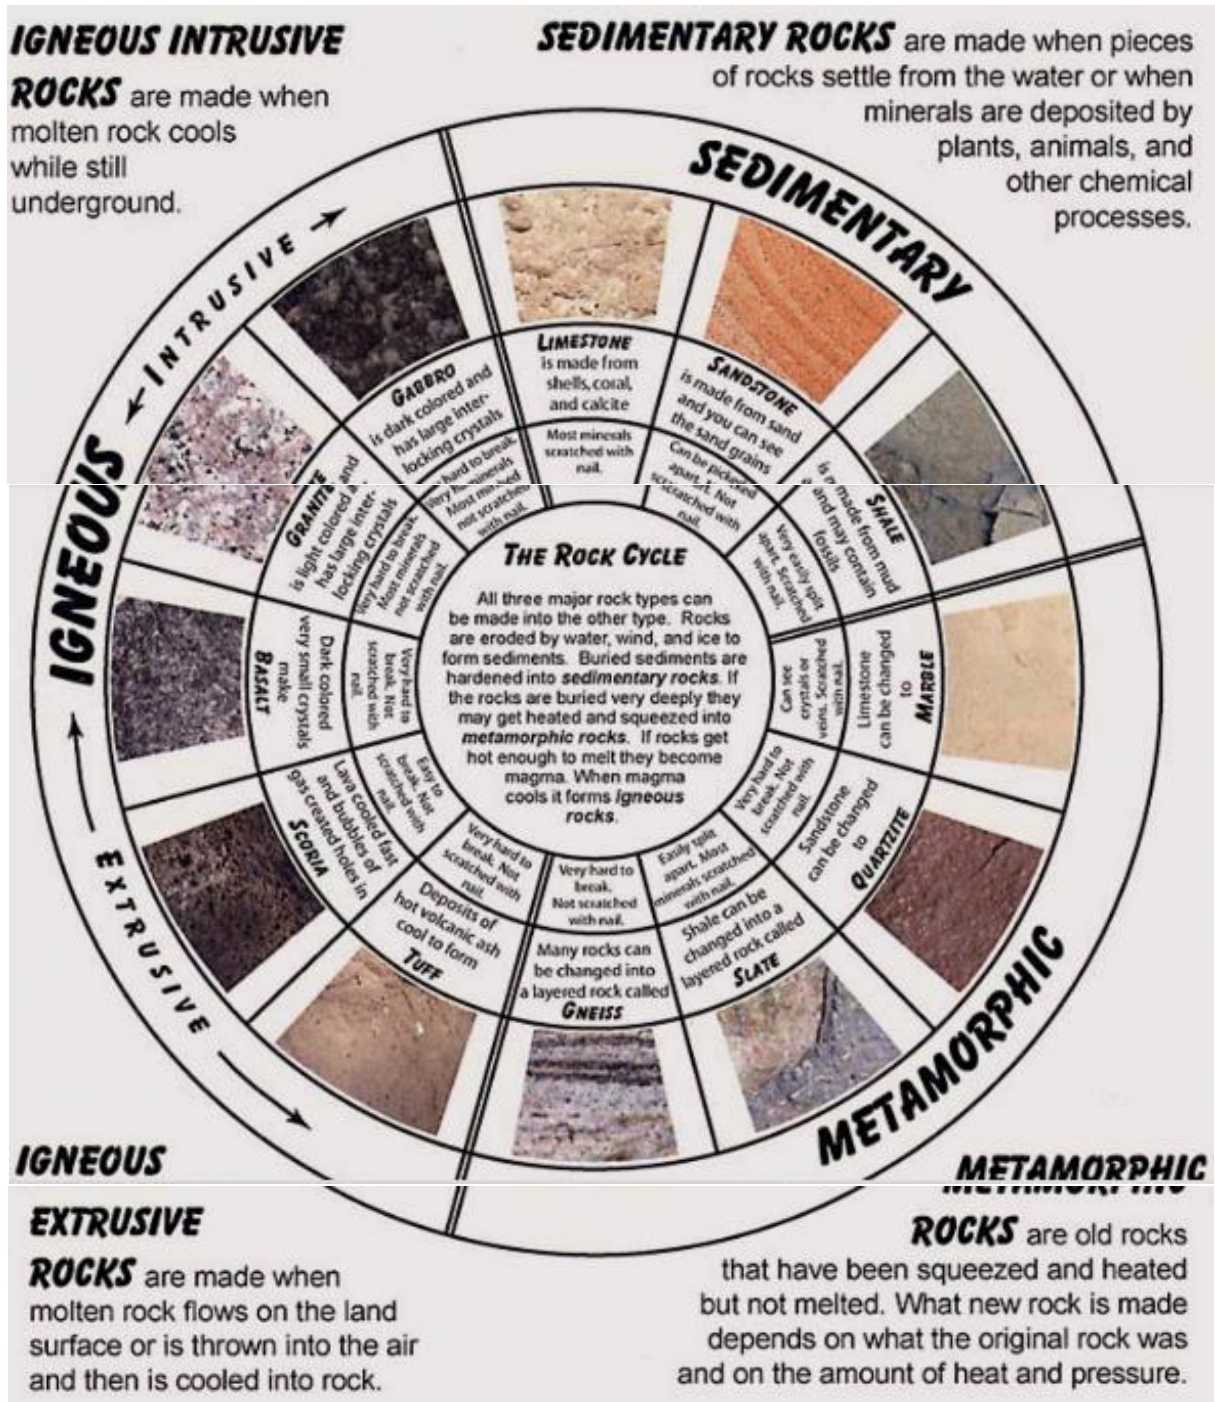 IGNEOUS INTRUSIVE
ROCKS are made when
molten rock cools
while still
underground.
SEDIMENTARY ROCKS are made when pieces
of rocks settle from the water or when
minerals are deposited by
plants, animals, and
other chemical
processes.
SEDIMENTARY
IGNEOUS
INTRUSIVE
EXTRUSIVE
METAMORPHIC
LIMESTONE
is made from
shells, coral,
and calcite
Most minerals
scratched with
nail.
SANDSTONE
is made from sand
and you can see
the sand grains
Can be picked
apart. Not
scratched with
nail.
SHALE
is made from mud
and may contain
fossils
Very easily split
apart. Scratched
with nail.
Limestone
can be changed
to
MARBLE
Can see
crystals or
veins. Scratched
with nail.
Sandstone
can be changed
to
QUARTZITE
Very hard to
break. Not
scratched with
nail.
Shale can be
changed into a
layered rock called
SLATE
Easily split
apart. Most
minerals scratched
with nail.
Many rocks can
be changed into
a layered rock called
GNEISS
Very hard to
break.
Not scratched
with nail.
Deposits of
hot volcanic ash
cool to form
TUFF
Very hard to
break. Not
scratched with
nail.
Lava cooled fast
and bubbles of
gas created holes in
SCORIA
Easy to
break. Not
scratched with
nail.
Dark colored
very small crystals
make
BASALT
Very hard to
break. Not
scratched with
nail.
GRANITE
is light colored and
has large inter-
locking crystals
Very hard to break.
Most minerals
not scratched
with nail.
GABBRO
is dark colored and
has large inter-
locking crystals
Very hard to break.
Most minerals
not scratched
with nail.
THE ROCK CYCLE
All three major rock types can
be made into the other type. Rocks
are eroded by water, wind, and ice to
form sediments. Buried sediments are
hardened into sedimentary rocks. If
the rocks are buried very deeply they
may get heated and squeezed into
metamorphic rocks. If rocks get
hot enough to melt they become
magma. When magma
cools it forms Igneous
rocks.
IGNEOUS
EXTRUSIVE
ROCKS are made when
molten rock flows on the land
surface or is thrown into the air
and then is cooled into rock.
METAMORPHIC
ROCKS are old rocks
that have been squeezed and heated
but not melted. What new rock is made
depends on what the original rock was
and on the amount of heat and pressure.